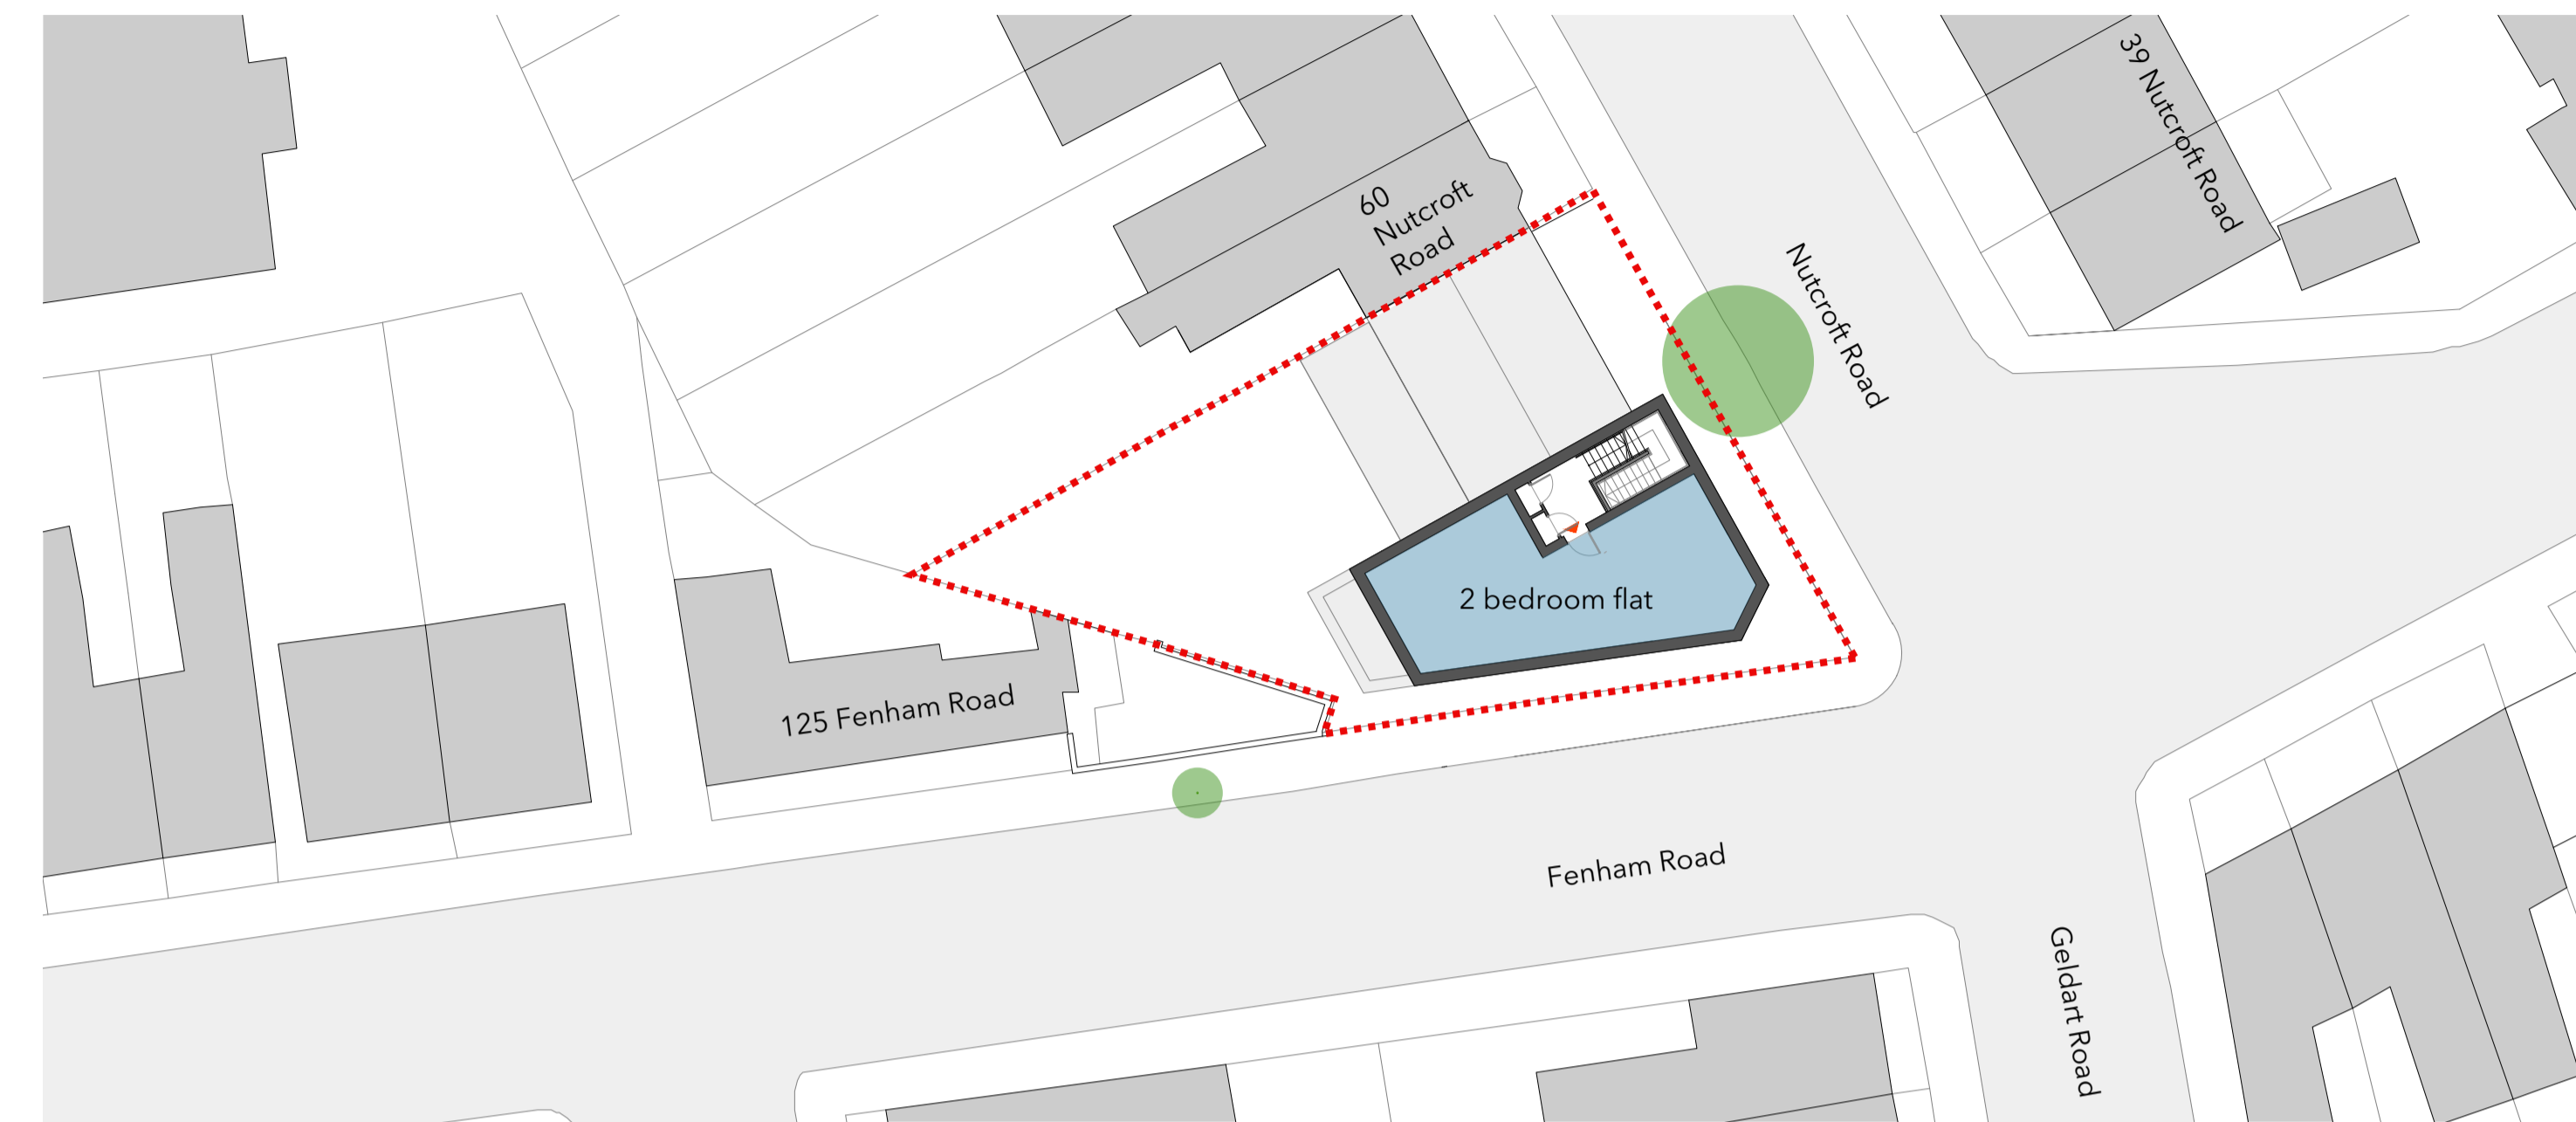 39 Nutcroft Road
60
Nutcroft
Road
Nutcroft Road
2 bedroom flat
125 Fenham Road
Fenham Road
Geldart Road